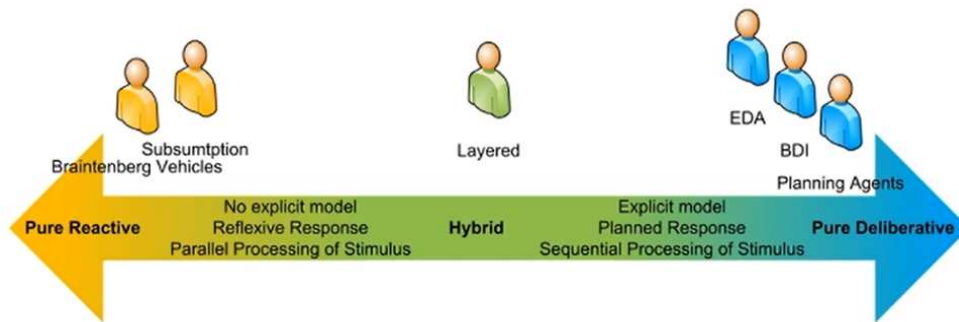 EDA
Subsumtption
Layered
BDI
Braintenberg Vehicles
Planning Agents
No explicit model
Explicit model
Pure Reactive
Reflexive Response
Hybrid
Planned Response
Pure Deliberative
Parallel Processing of Stimulus
Sequential Processing of Stimulus